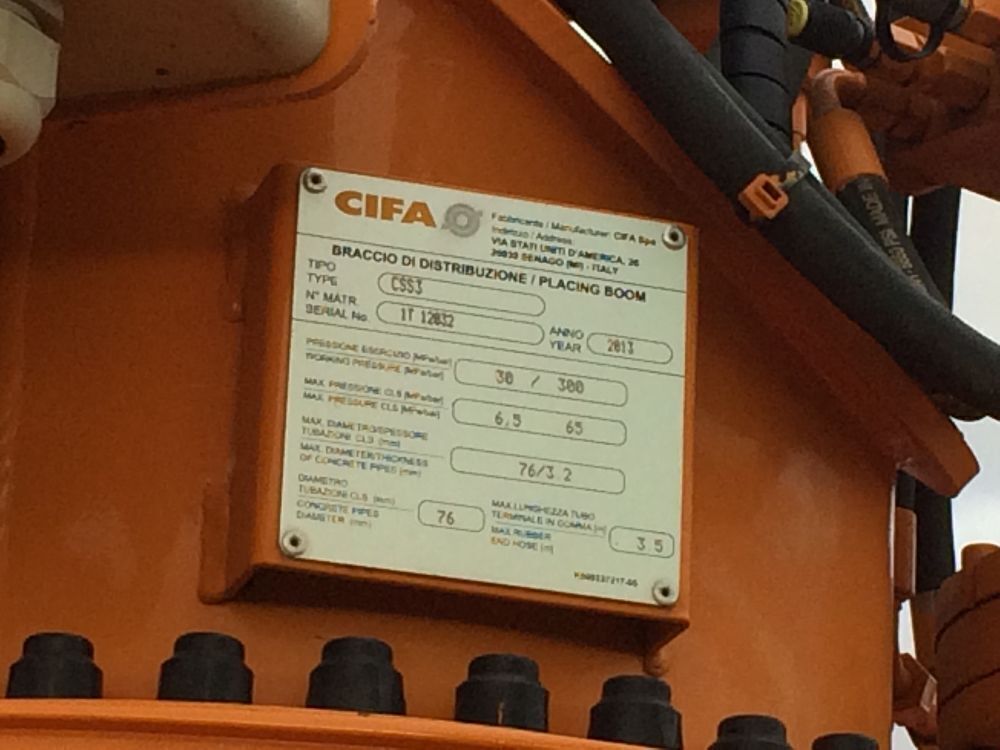 CIFA
Fabbricante / Manufacturer: CIFA Spa
Indirizzo / Address:
VIA STATI UNITI D'AMERICA, 26
20030 SENAGO (MI) - ITALY
BRACCIO DI DISTRIBUZIONE / PLACING BOOM
TIPO
TYPE
CSS3
N° MATR.
SERIAL No.
1T 12032
ANNO
YEAR
2013
PRESSIONE ESERCIZIO [MPa/bar]
WORKING PRESSURE [MPa/bar]
30 / 300
MAX. PRESSIONE CLS [MPa/bar]
MAX. PRESSURE CLS [MPa/bar]
6,5 65
MAX. DIAMETRO/SPESSORE
TUBAZIONI CLS (mm)
MAX. DIAMETER/THICKNESS
OF CONCRETE PIPES (mm)
76/3.2
DIAMETRO
TUBAZIONI CLS (mm)
CONCRETE PIPES
DIAMETER (mm)
76
MAX.LUNGHEZZA TUBO
TERMINALE IN GOMMA [m]
MAX.RUBBER
END HOSE [m]
3.5